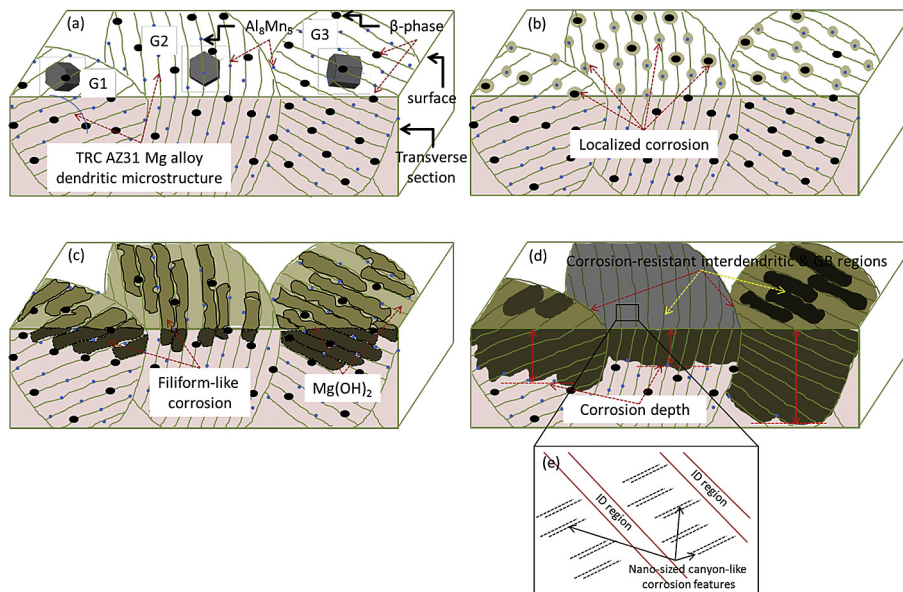 (a)
G2
Al8Mn5
G3
β-phase
G1
surface
TRC AZ31 Mg alloy
dendritic microstructure
Transverse
section
(b)
Localized corrosion
(c)
Filiform-like
corrosion
Mg(OH)2
(d)
Corrosion-resistant interdendritic & GB regions
Corrosion depth
(e)
ID region
ID region
Nano-sized canyon-like
corrosion features